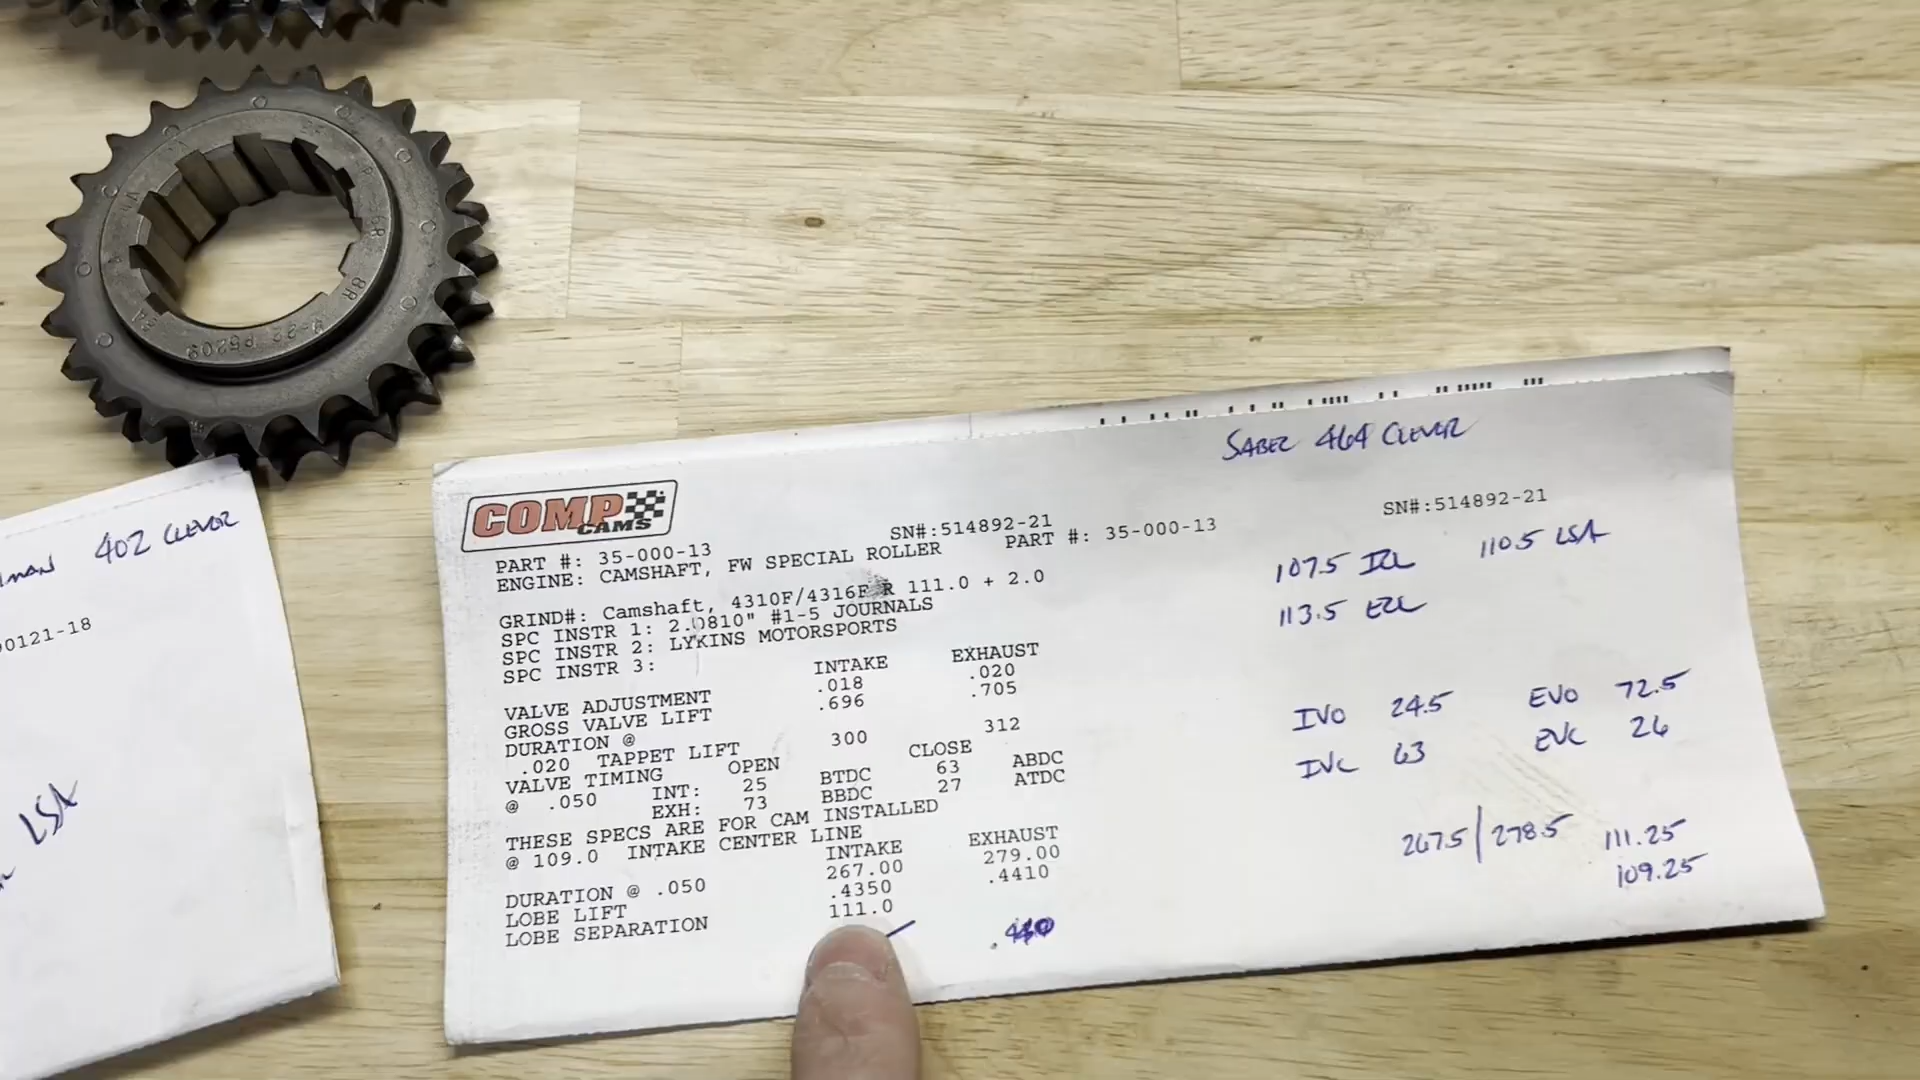 402 CLEVOR
00121-18
LSA
SABER 464 CLEVOR
COMP
CAMS
SN#:514892-21
SN#:514892-21
PART #: 35-000-13
PART #: 35-000-13
ENGINE: CAMSHAFT, FW SPECIAL ROLLER
107.5 ICL 110.5 LSA
113.5 ECL
GRIND#: Camshaft, 4310F/4316F R 111.0 + 2.0
SPC INSTR 1: 2.0810" #1-5 JOURNALS
SPC INSTR 2: LYKINS MOTORSPORTS
SPC INSTR 3:
INTAKE EXHAUST
VALVE ADJUSTMENT .018 .020
GROSS VALVE LIFT .696 .705
DURATION @
.020 TAPPET LIFT 300 312
VALVE TIMING OPEN CLOSE
@ .050 INT: 25 BTDC 63 ABDC
EXH: 73 BBDC 27 ATDC
THESE SPECS ARE FOR CAM INSTALLED
@ 109.0 INTAKE CENTER LINE
INTAKE EXHAUST
DURATION @ .050 267.00 279.00
LOBE LIFT .4350 .4410
LOBE SEPARATION 111.0
IVO 24.5 EVO 72.5
IVC 63 EVC 26
267.5 / 278.5 111.25
109.25